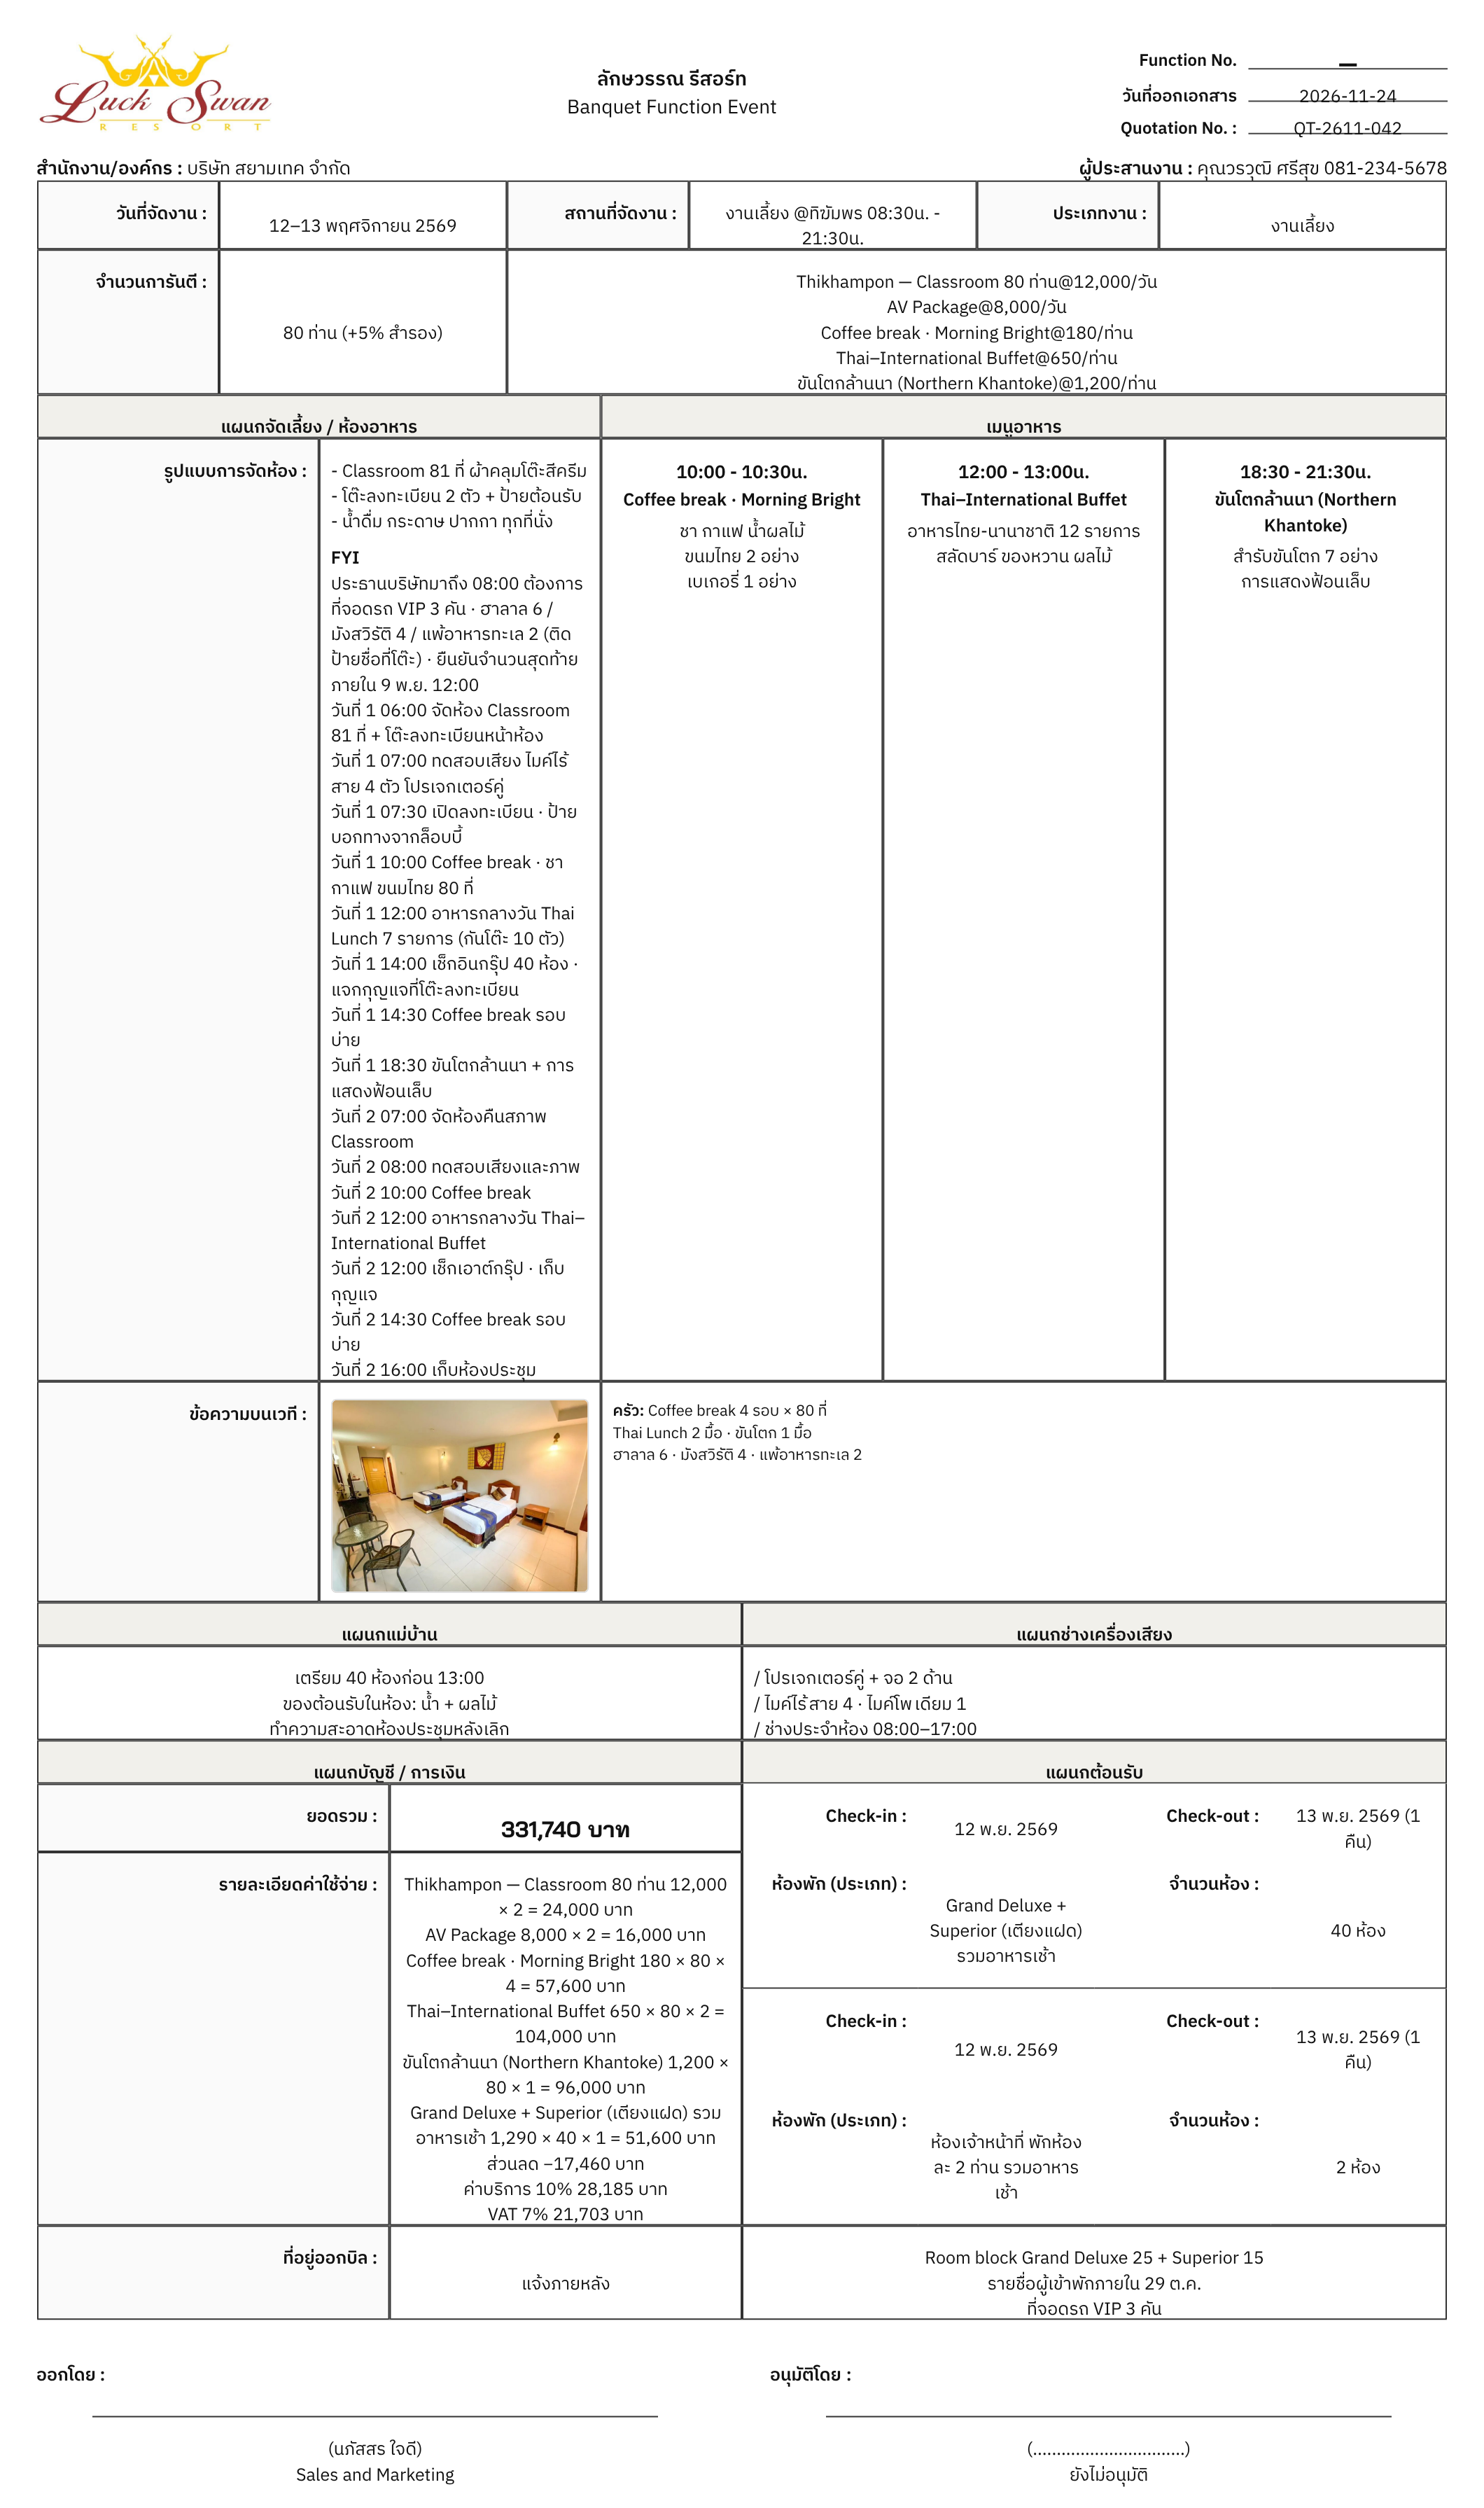 Luck Swan
RESORT
ลักษวรรณ รีสอร์ท
Banquet Function Event
Function No. —
วันที่ออกเอกสาร 2026-11-24
Quotation No. : QT-2611-042
สำนักงาน/องค์กร : บริษัท สยามเทค จำกัด
ผู้ประสานงาน : คุณวรวุฒิ ศรีสุข 081-234-5678
วันที่จัดงาน :
12–13 พฤศจิกายน 2569
สถานที่จัดงาน :
งานเลี้ยง @ทิฆัมพร 08:30น. -
21:30น.
ประเภทงาน :
งานเลี้ยง
จำนวนการันตี :
80 ท่าน (+5% สำรอง)
Thikhampon — Classroom 80 ท่าน@12,000/วัน
AV Package@8,000/วัน
Coffee break · Morning Bright@180/ท่าน
Thai–International Buffet@650/ท่าน
ขันโตกล้านนา (Northern Khantoke)@1,200/ท่าน
แผนกจัดเลี้ยง / ห้องอาหาร
เมนูอาหาร
รูปแบบการจัดห้อง :
- Classroom 81 ที่ ผ้าคลุมโต๊ะสีครีม
- โต๊ะลงทะเบียน 2 ตัว + ป้ายต้อนรับ
- น้ำดื่ม กระดาษ ปากกา ทุกที่นั่ง
FYI
ประธานบริษัทมาถึง 08:00 ต้องการ
ที่จอดรถ VIP 3 คัน · ฮาลาล 6 /
มังสวิรัติ 4 / แพ้อาหารทะเล 2 (ติด
ป้ายชื่อที่โต๊ะ) · ยืนยันจำนวนสุดท้าย
ภายใน 9 พ.ย. 12:00
วันที่ 1 06:00 จัดห้อง Classroom
81 ที่ + โต๊ะลงทะเบียนหน้าห้อง
วันที่ 1 07:00 ทดสอบเสียง ไมค์ไร้
สาย 4 ตัว โปรเจกเตอร์คู่
วันที่ 1 07:30 เปิดลงทะเบียน · ป้าย
บอกทางจากล็อบบี้
วันที่ 1 10:00 Coffee break · ชา
กาแฟ ขนมไทย 80 ที่
วันที่ 1 12:00 อาหารกลางวัน Thai
Lunch 7 รายการ (กันโต๊ะ 10 ตัว)
วันที่ 1 14:00 เช็กอินกรุ๊ป 40 ห้อง ·
แจกกุญแจที่โต๊ะลงทะเบียน
วันที่ 1 14:30 Coffee break รอบ
บ่าย
วันที่ 1 18:30 ขันโตกล้านนา + การ
แสดงฟ้อนเล็บ
วันที่ 2 07:00 จัดห้องคืนสภาพ
Classroom
วันที่ 2 08:00 ทดสอบเสียงและภาพ
วันที่ 2 10:00 Coffee break
วันที่ 2 12:00 อาหารกลางวัน Thai–
International Buffet
วันที่ 2 12:00 เช็กเอาต์กรุ๊ป · เก็บ
กุญแจ
วันที่ 2 14:30 Coffee break รอบ
บ่าย
วันที่ 2 16:00 เก็บห้องประชุม
10:00 - 10:30น.
Coffee break · Morning Bright
ชา กาแฟ น้ำผลไม้
ขนมไทย 2 อย่าง
เบเกอรี่ 1 อย่าง
12:00 - 13:00น.
Thai–International Buffet
อาหารไทย-นานาชาติ 12 รายการ
สลัดบาร์ ของหวาน ผลไม้
18:30 - 21:30น.
ขันโตกล้านนา (Northern
Khantoke)
สำรับขันโตก 7 อย่าง
การแสดงฟ้อนเล็บ
ข้อความบนเวที :
ครัว: Coffee break 4 รอบ × 80 ที่
Thai Lunch 2 มื้อ · ขันโตก 1 มื้อ
ฮาลาล 6 · มังสวิรัติ 4 · แพ้อาหารทะเล 2
แผนกแม่บ้าน
แผนกช่างเครื่องเสียง
เตรียม 40 ห้องก่อน 13:00
ของต้อนรับในห้อง: น้ำ + ผลไม้
ทำความสะอาดห้องประชุมหลังเลิก
/ โปรเจกเตอร์คู่ + จอ 2 ด้าน
/ ไมค์ไร้สาย 4 · ไมค์โพเดียม 1
/ ช่างประจำห้อง 08:00–17:00
แผนกบัญชี / การเงิน
แผนกต้อนรับ
ยอดรวม :
331,740 บาท
รายละเอียดค่าใช้จ่าย :
Thikhampon — Classroom 80 ท่าน 12,000
× 2 = 24,000 บาท
AV Package 8,000 × 2 = 16,000 บาท
Coffee break · Morning Bright 180 × 80 ×
4 = 57,600 บาท
Thai–International Buffet 650 × 80 × 2 =
104,000 บาท
ขันโตกล้านนา (Northern Khantoke) 1,200 ×
80 × 1 = 96,000 บาท
Grand Deluxe + Superior (เตียงแฝด) รวม
อาหารเช้า 1,290 × 40 × 1 = 51,600 บาท
ส่วนลด −17,460 บาท
ค่าบริการ 10% 28,185 บาท
VAT 7% 21,703 บาท
Check-in :
12 พ.ย. 2569
Check-out :
13 พ.ย. 2569 (1
คืน)
ห้องพัก (ประเภท) :
Grand Deluxe +
Superior (เตียงแฝด)
รวมอาหารเช้า
จำนวนห้อง :
40 ห้อง
Check-in :
12 พ.ย. 2569
Check-out :
13 พ.ย. 2569 (1
คืน)
ห้องพัก (ประเภท) :
ห้องเจ้าหน้าที่ พักห้อง
ละ 2 ท่าน รวมอาหาร
เช้า
จำนวนห้อง :
2 ห้อง
ที่อยู่ออกบิล :
แจ้งภายหลัง
Room block Grand Deluxe 25 + Superior 15
รายชื่อผู้เข้าพักภายใน 29 ต.ค.
ที่จอดรถ VIP 3 คัน
ออกโดย :
อนุมัติโดย :
(นภัสสร ใจดี)
Sales and Marketing
(................................)
ยังไม่อนุมัติ